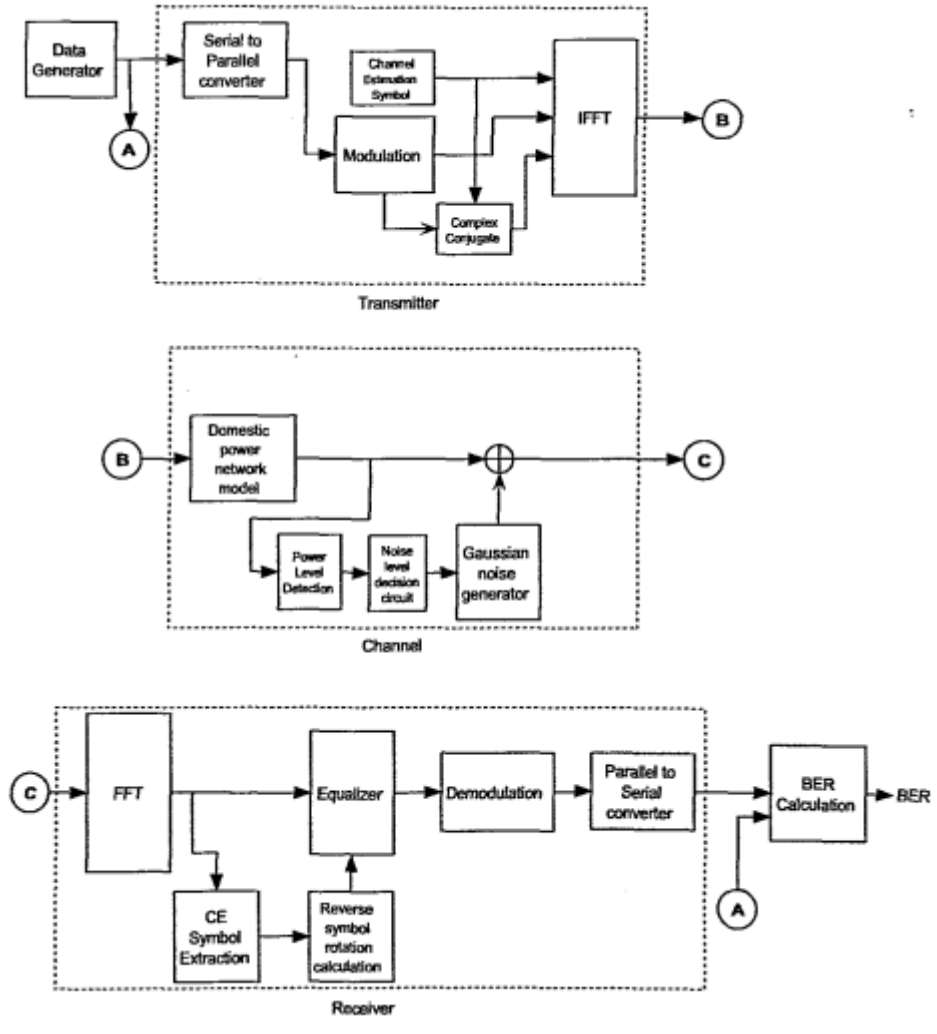 Data
Generator
Serial to
Parallel
converter
Channel
Estimation
Symbol
IFFT
B
A
Modulation
Complex
Conjugate
Transmitter
Domestic
power
network
model
B
C
Power
Level
Detection
Noise
level
decision
circuit
Gaussian
noise
generator
Channel
C
FFT
Equalizer
Demodulation
Parallel to
Serial
converter
BER
Calculation
BER
A
CE
Symbol
Extraction
Reverse
symbol
rotation
calculation
Receiver